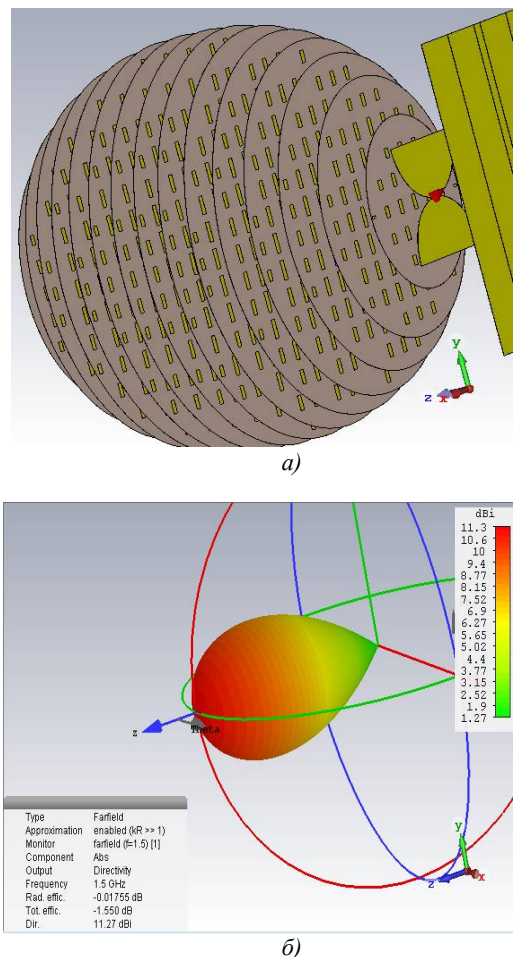 y
z x
а)
dBi
11.3
10.6
10
9.4
8.77
8.15
7.52
6.9
6.27
5.65
5.02
4.4
3.77
3.15
2.52
1.9
1.27
z
Theta
y
z x
Type Farfield
Approximation enabled (kR >> 1)
Monitor farfield (f=1.5) [1]
Component Abs
Output Directivity
Frequency 1.5 GHz
Rad. effic. -0.01755 dB
Tot. effic. -1.550 dB
Dir. 11.27 dBi
б)